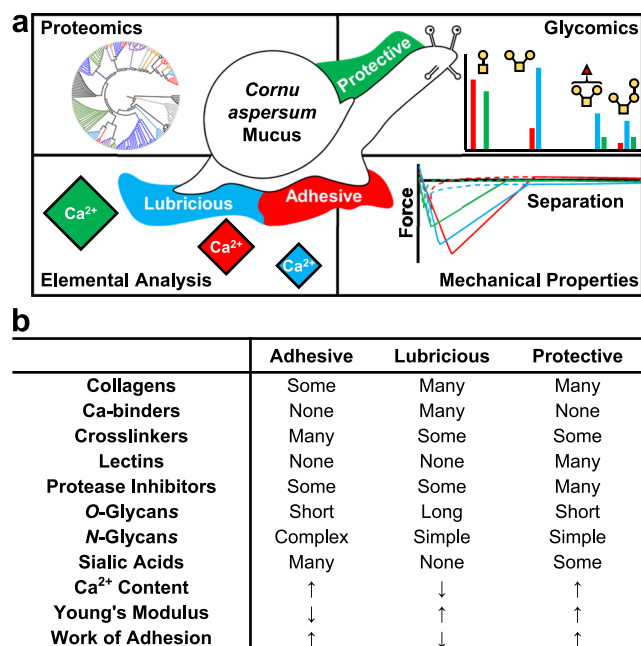 a
Proteomics
Glycomics
Cornu
aspersum
Mucus
Protective
Lubricious
Adhesive
Ca²⁺
Ca²⁺
Ca²⁺
Elemental Analysis
Force
Separation
Mechanical Properties
b
Adhesive Lubricious Protective
Collagens Some Many Many
Ca-binders None Many None
Crosslinkers Many Some Some
Lectins None None Many
Protease Inhibitors Some Some Many
O-Glycans Short Long Short
N-Glycans Complex Simple Simple
Sialic Acids Many None Some
Ca²⁺ Content ↑ ↓ ↑
Young's Modulus ↓ ↑ ↑
Work of Adhesion ↑ ↓ ↑